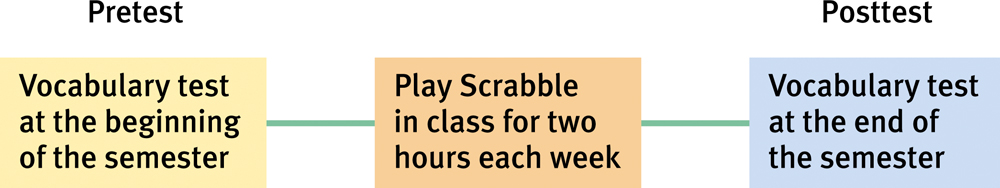 Pretest
Posttest
Vocabulary test
at the beginning
of the semester
Play Scrabble
in class for two
hours each week
Vocabulary test
at the end of
the semester